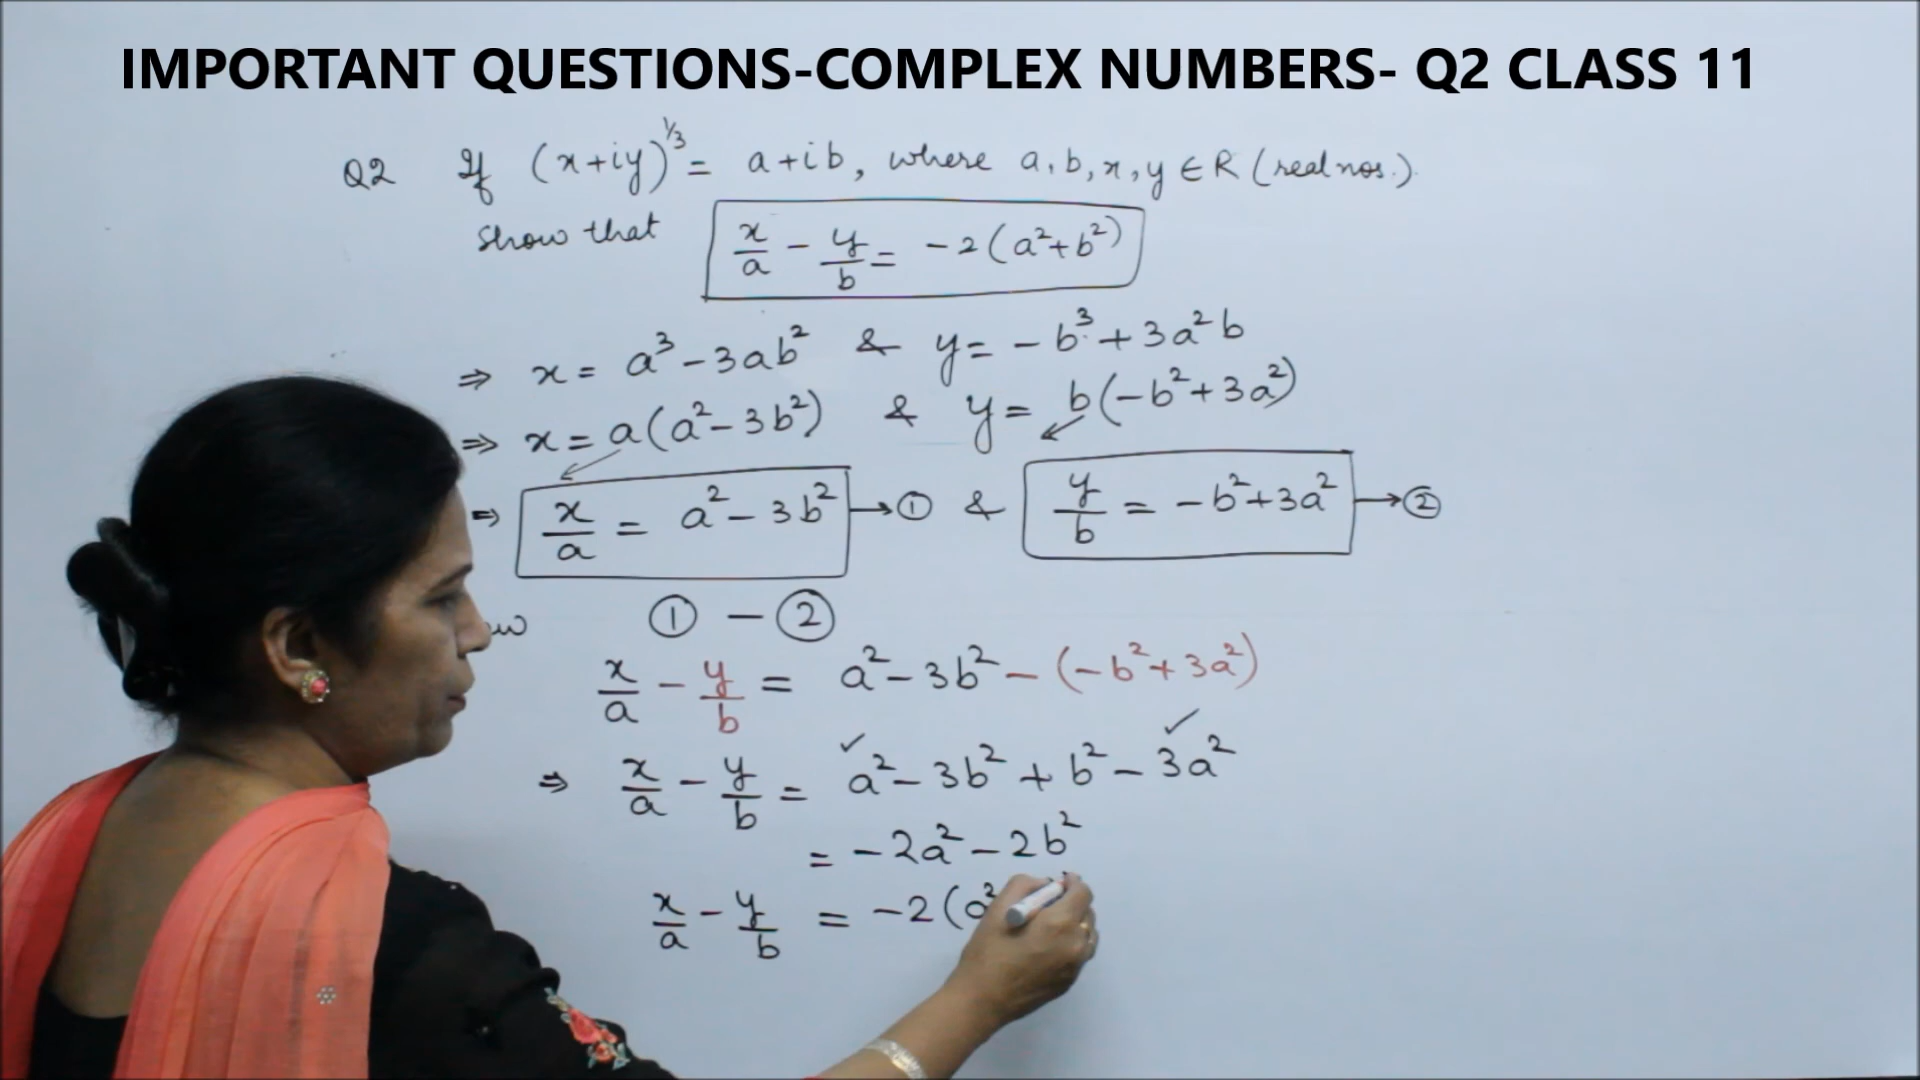 IMPORTANT QUESTIONS-COMPLEX NUMBERS- Q2 CLASS 11
Q2 If (x+iy)^1/3 = a+ib, where a,b,x,y ∈ R (real nos.).
Show that x/a - y/b = -2(a²+b²)
⇒ x = a³-3ab² & y = -b³+3a²b
⇒ x = a(a²-3b²) & y = b(-b²+3a²)
⇒ x/a = a²-3b² → ① & y/b = -b²+3a² → ②
① - ②
x/a - y/b = a²-3b² - (-b²+3a²)
⇒ x/a - y/b = a²-3b²+b²-3a²
= -2a²-2b²
x/a - y/b = -2(a²